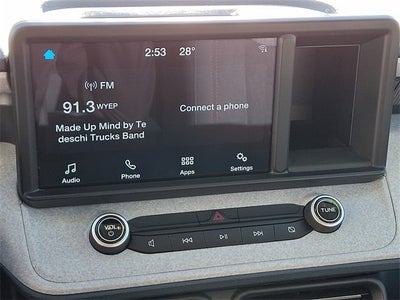 2:53 28°
FM
91.3 WYEP
Connect a phone
Made Up Mind by Te
deschi Trucks Band
Audio Phone Apps Settings
VOL
TUNE